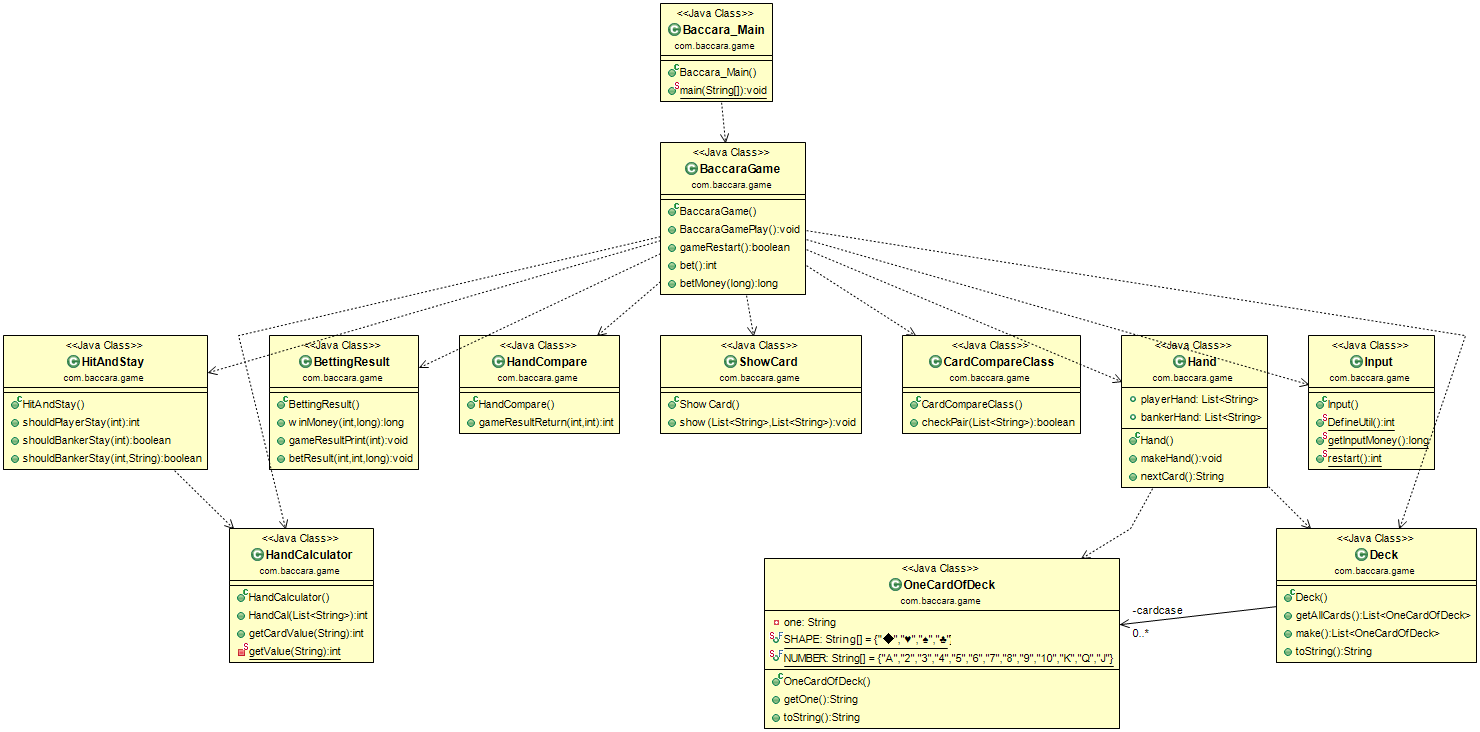 <<Java Class>>
Baccara_Main
com.baccara.game
Baccara_Main()
main(String[]):void
<<Java Class>>
BaccaraGame
com.baccara.game
BaccaraGame()
BaccaraGamePlay():void
gameRestart():boolean
bet():int
betMoney(long):long
<<Java Class>>
HitAndStay
com.baccara.game
HitAndStay()
shouldPlayerStay(int):int
shouldBankerStay(int):boolean
shouldBankerStay(int,String):boolean
<<Java Class>>
BettingResult
com.baccara.game
BettingResult()
winMoney(int,long):long
gameResultPrint(int):void
betResult(int,int,long):void
<<Java Class>>
HandCompare
com.baccara.game
HandCompare()
gameResultReturn(int,int):int
<<Java Class>>
ShowCard
com.baccara.game
ShowCard()
show(List<String>,List<String>):void
<<Java Class>>
CardCompareClass
com.baccara.game
CardCompareClass()
checkPair(List<String>):boolean
<<Java Class>>
Hand
com.baccara.game
playerHand: List<String>
bankerHand: List<String>
Hand()
makeHand():void
nextCard():String
<<Java Class>>
Input
com.baccara.game
Input()
DefineUtil():int
getInputMoney():long
restart():int
<<Java Class>>
HandCalculator
com.baccara.game
HandCalculator()
HandCal(List<String>):int
getCardValue(String):int
getValue(String):int
<<Java Class>>
OneCardOfDeck
com.baccara.game
one: String
SHAPE: String[] = {"◆","♥","♠","♣"
NUMBER: String[] = {"A","2","3","4","5","6","7","8","9","10","K","Q","J"}
OneCardOfDeck()
getOne():String
toString():String
-cardcase
0..*
<<Java Class>>
Deck
com.baccara.game
Deck()
getAllCards():List<OneCardOfDeck>
make():List<OneCardOfDeck>
toString():String